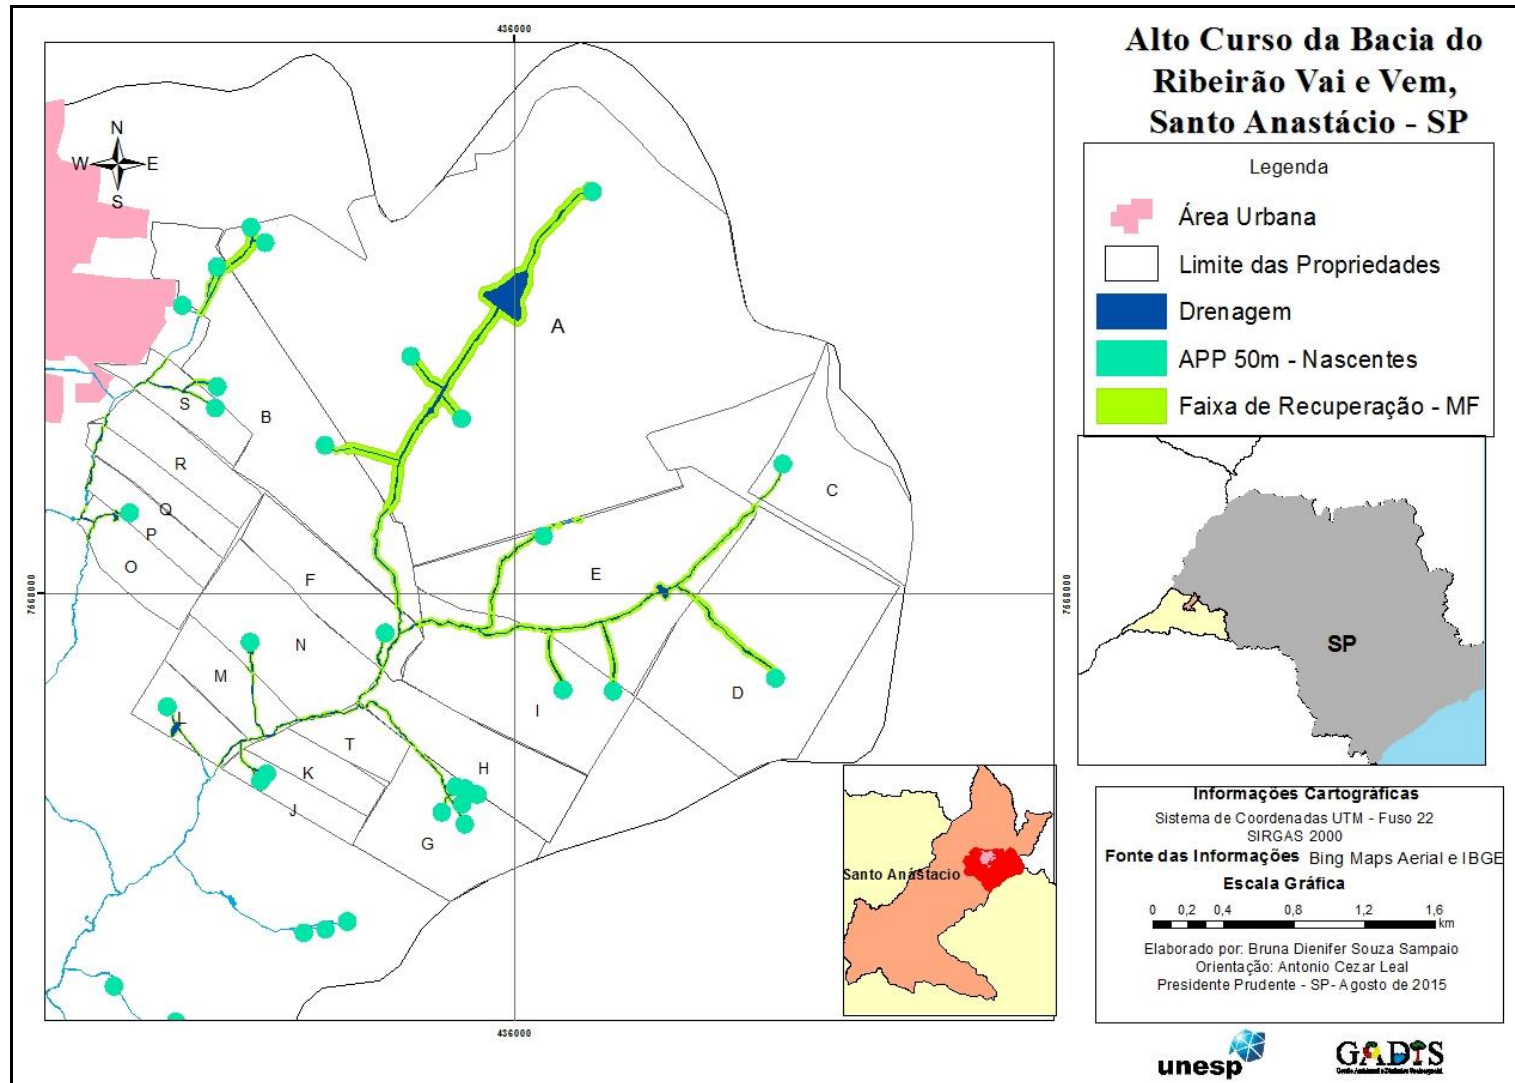 436000
Alto Curso da Bacia do
Ribeirão Vai e Vem,
Santo Anastácio - SP
Legenda
Área Urbana
Limite das Propriedades
Drenagem
APP 50m - Nascentes
Faixa de Recuperação - MF
N
W
E
S
A
B
S
R
Q
P
O
C
E
F
N
M
L
I
D
T
K
J
H
G
7668000
7668000
436000
SP
Santo Anastacio
Informações Cartográficas
Sistema de Coordenadas UTM - Fuso 22
SIRGAS 2000
Fonte das Informações Bing Maps Aerial e IBGE
Escala Gráfica
0 0,2 0,4 0,8 1,2 1,6
km
Elaborado por: Bruna Dienifer Souza Sampaio
Orientação: Antonio Cezar Leal
Presidente Prudente - SP- Agosto de 2015
unesp
GADIS